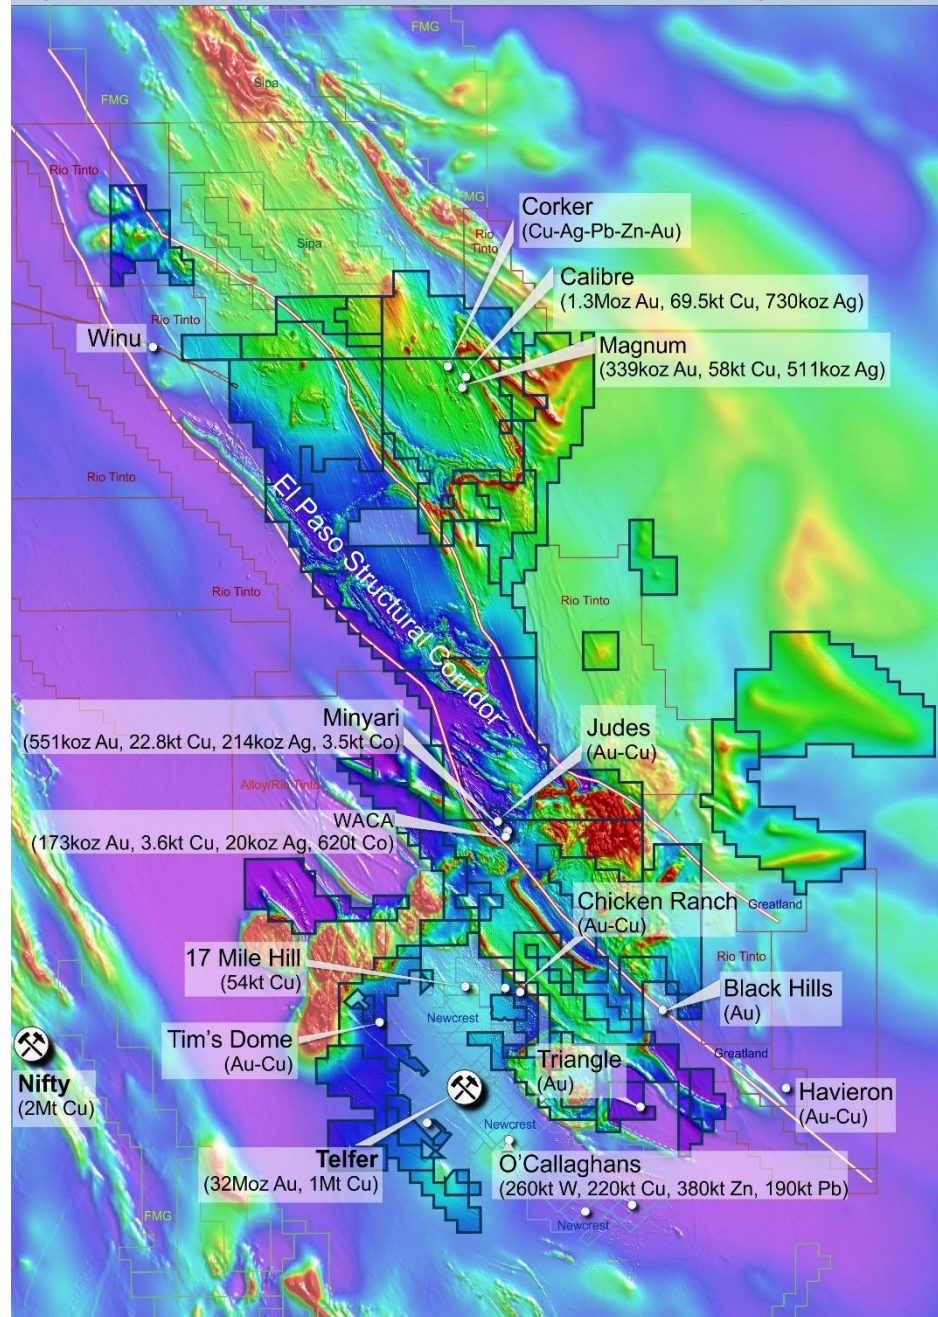 FMG
Sipa
FMG
Rio Tinto
FMG
Corker
(Cu-Ag-Pb-Zn-Au)
Rio
Tinto
Sipa
Calibre
(1.3Moz Au, 69.5kt Cu, 730koz Ag)
Rio Tinto
Winu
Magnum
(339koz Au, 58kt Cu, 511koz Ag)
Rio Tinto
El Paso Structural Corridor
Rio Tinto
Rio Tinto
Minyari
(551koz Au, 22.8kt Cu, 214koz Ag, 3.5kt Co)
Judes
(Au-Cu)
Alloy/Rio Tinto
WACA
(173koz Au, 3.6kt Cu, 20koz Ag, 620t Co)
Greatland
Chicken Ranch
(Au-Cu)
17 Mile Hill
(54kt Cu)
Rio Tinto
Black Hills
(Au)
Newcrest
Tim's Dome
(Au-Cu)
Triangle
(Au)
Greatland
Nifty
(2Mt Cu)
Havieron
(Au-Cu)
Newcrest
Telfer
(32Moz Au, 1Mt Cu)
O'Callaghans
(260kt W, 220kt Cu, 380kt Zn, 190kt Pb)
FMG
Newcrest